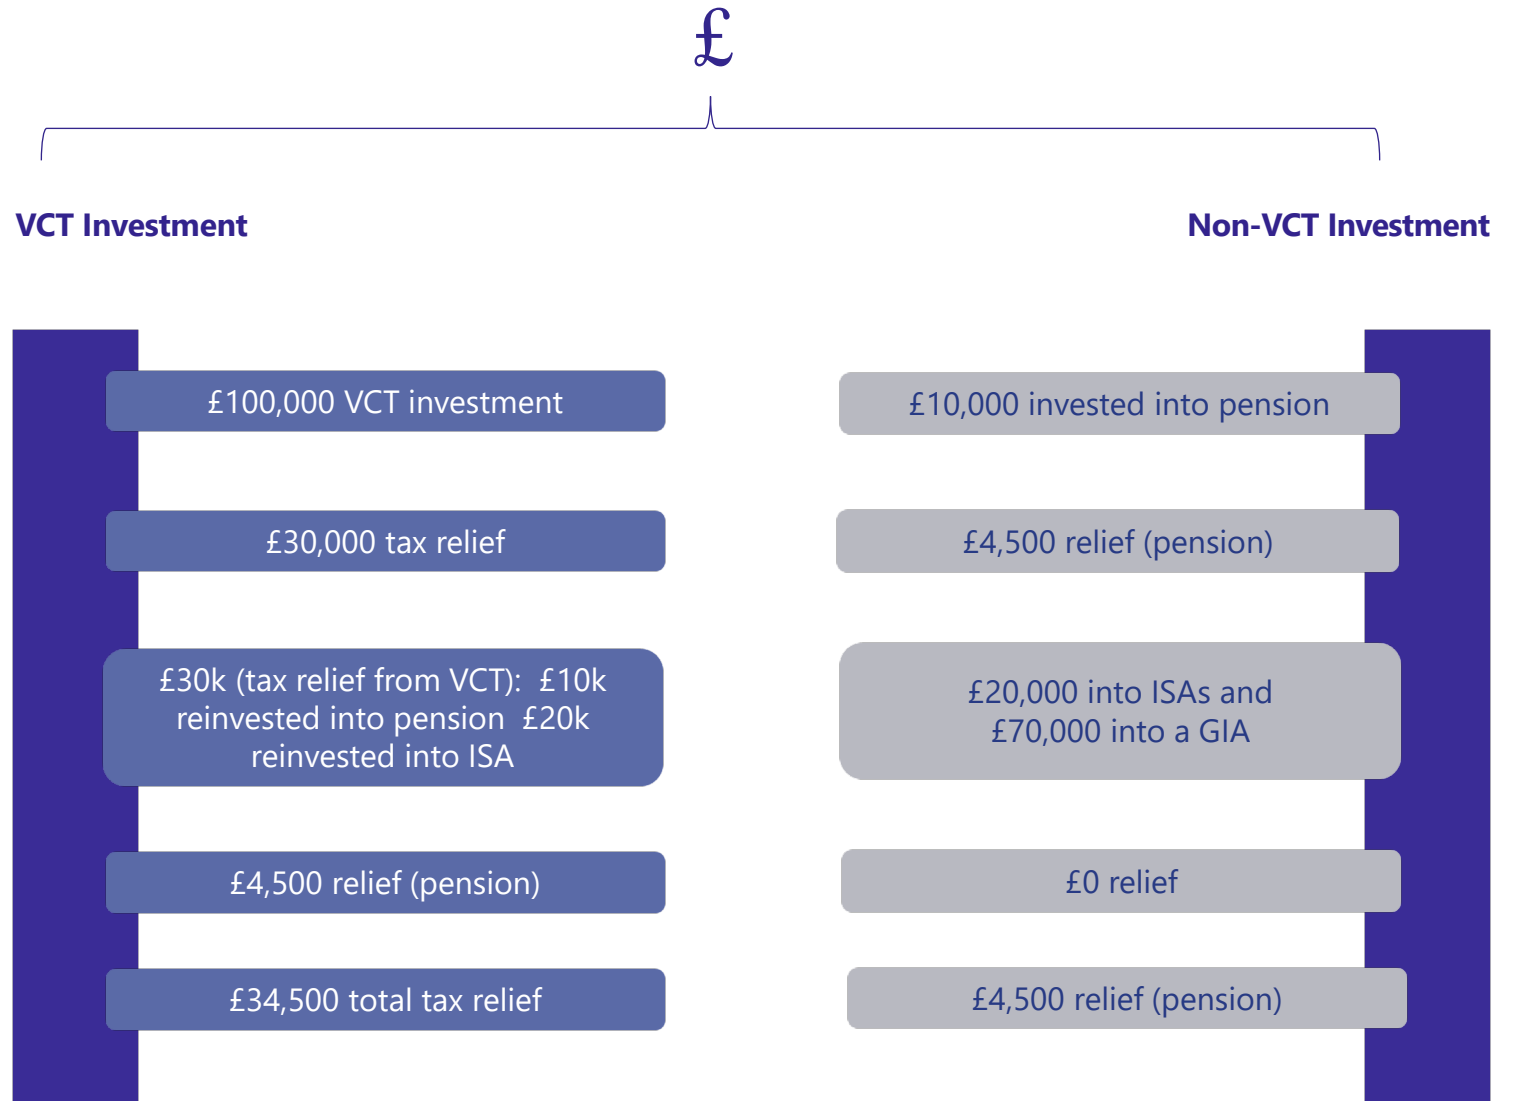 £
VCT Investment
Non-VCT Investment
£100,000 VCT investment
£30,000 tax relief
£30k (tax relief from VCT):  £10k
reinvested into pension  £20k
reinvested into ISA
£4,500 relief (pension)
£34,500 total tax relief
£10,000 invested into pension
£4,500 relief (pension)
£20,000 into ISAs and
£70,000 into a GIA
£0 relief
£4,500 relief (pension)